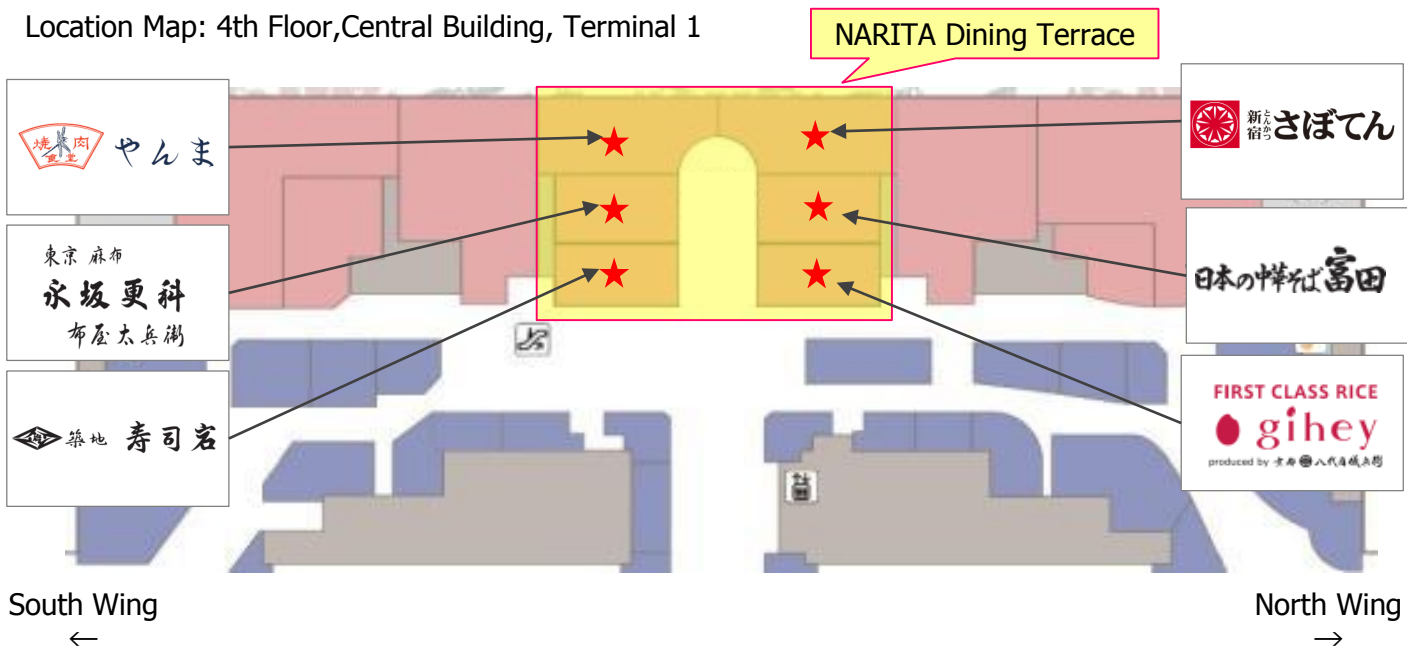 Location Map: 4th Floor,Central Building, Terminal 1
NARITA Dining Terrace
焼肉
食堂
やんま
東京 麻布
永坂更科
布屋太兵衛
築地 寿司岩
新宿
とんかつ
さぼてん
日本の中華そば富田
FIRST CLASS RICE
gihey
produced by 京都 八代目儀兵衛
South Wing
←
North Wing
→